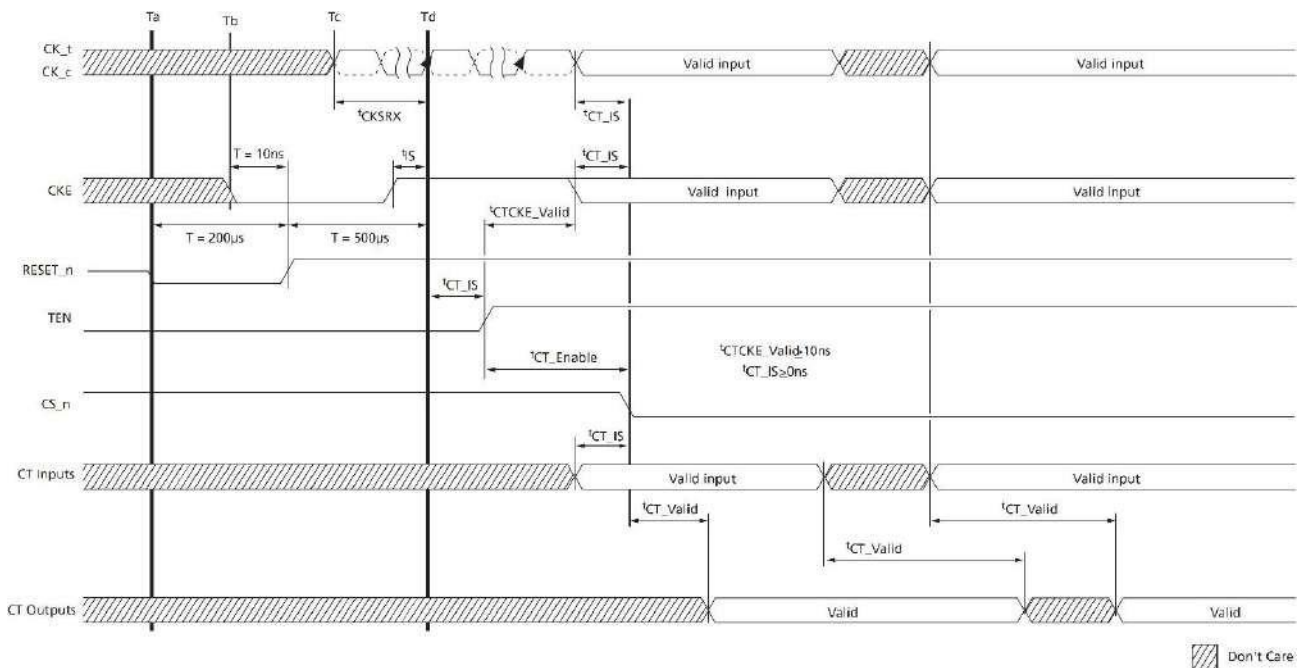 Ta Tb Tc Td
CK_t
CK_c
Valid input
Valid input
tCKSRX
tCT_IS
T = 10ns
tIS
tCT_IS
CKE
Valid input
Valid input
tCTCKE_Valid
T = 200µs
T = 500µs
RESET_n
tCT_IS
TEN
tCT_Enable
tCTCKE_Valid≥10ns
tCT_IS≥0ns
CS_n
tCT_IS
CT Inputs
Valid input
Valid input
tCT_Valid
tCT_Valid
tCT_Valid
CT Outputs
Valid
Valid
Don't Care